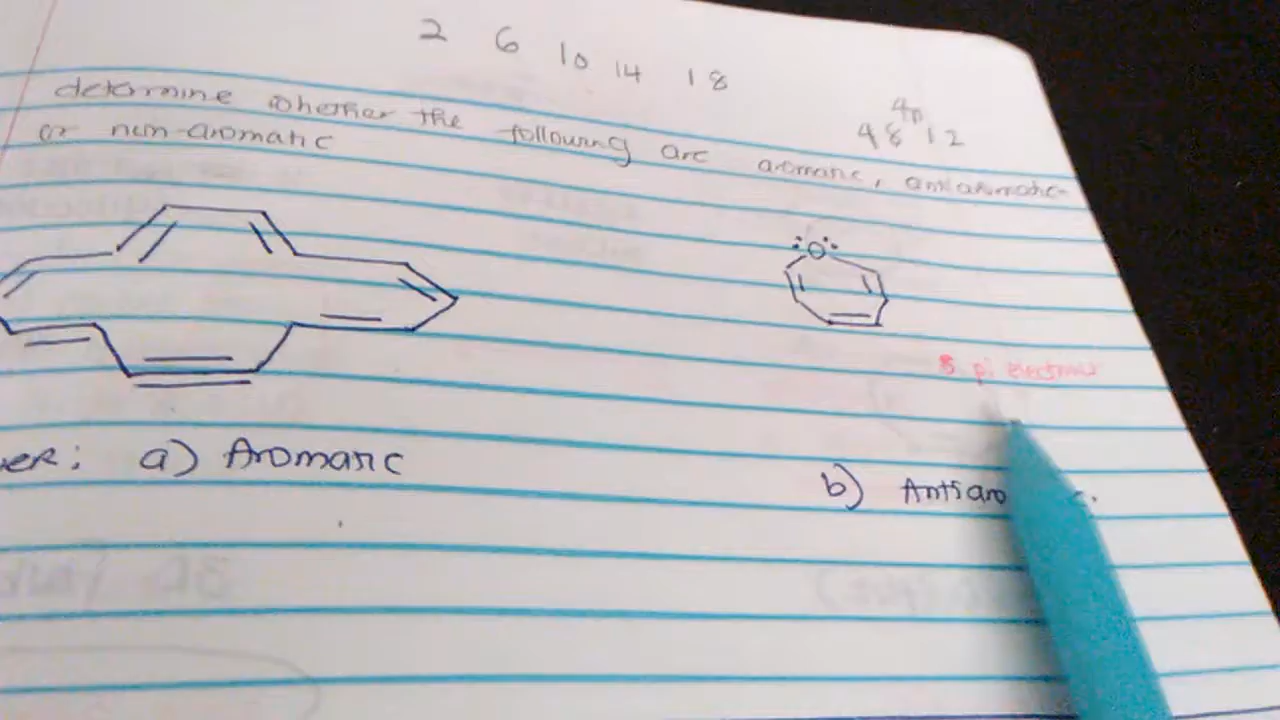 2 6 10 14 18
4n
4 8 12
determine whether the following are aromatic, antiaromatic
or non-aromatic
:O:
8 pi electrons
er: a) Aromatic
b) Antiaro c.